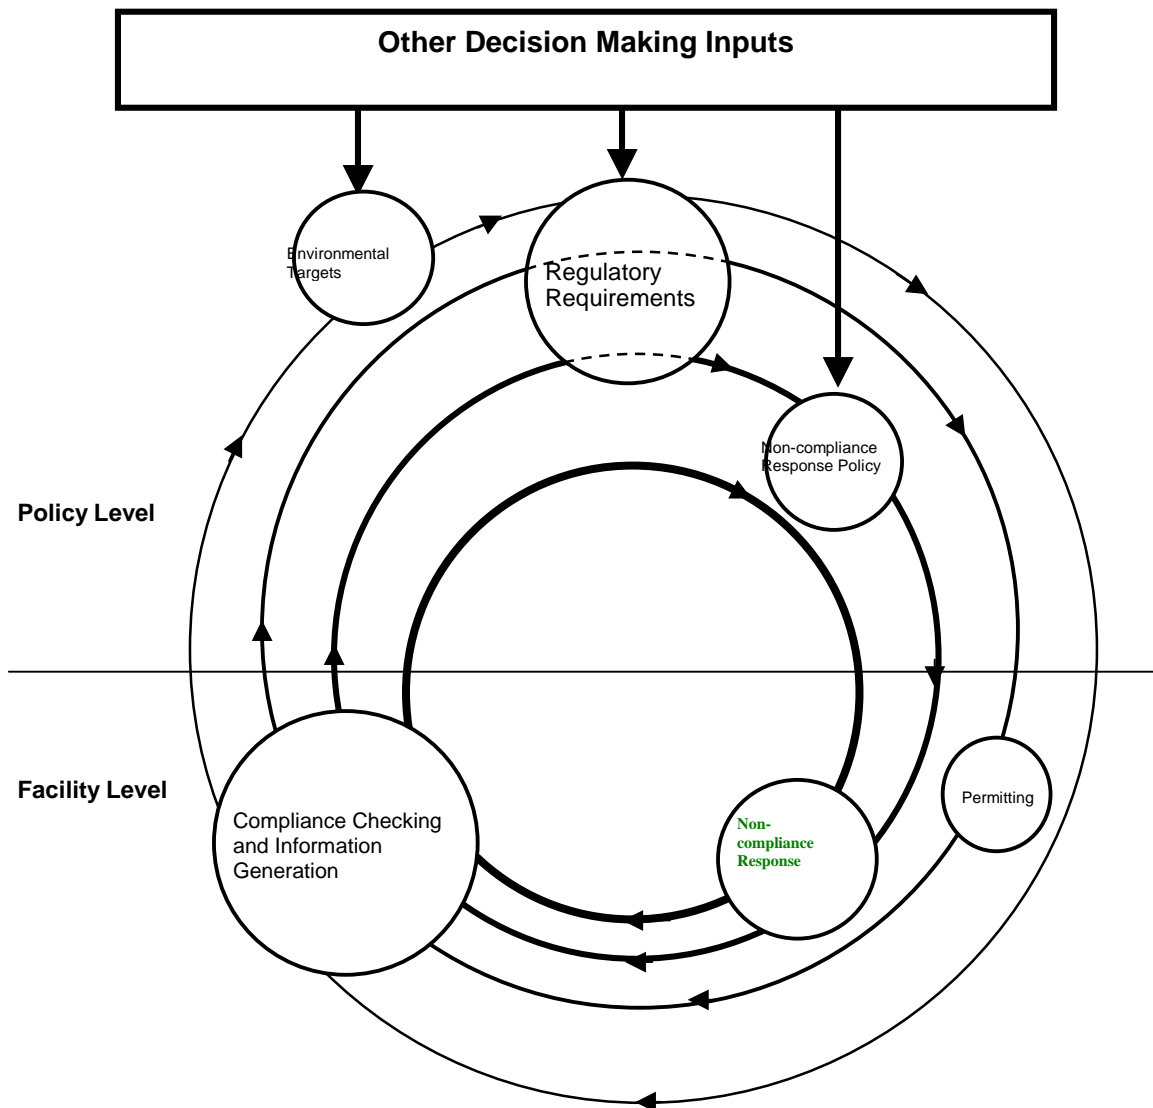 Other Decision Making Inputs
Environmental
Targets
Regulatory
Requirements
Non-compliance
Response Policy
Policy Level
Facility Level
Compliance Checking
and Information
Generation
Non-
compliance
Response
Permitting